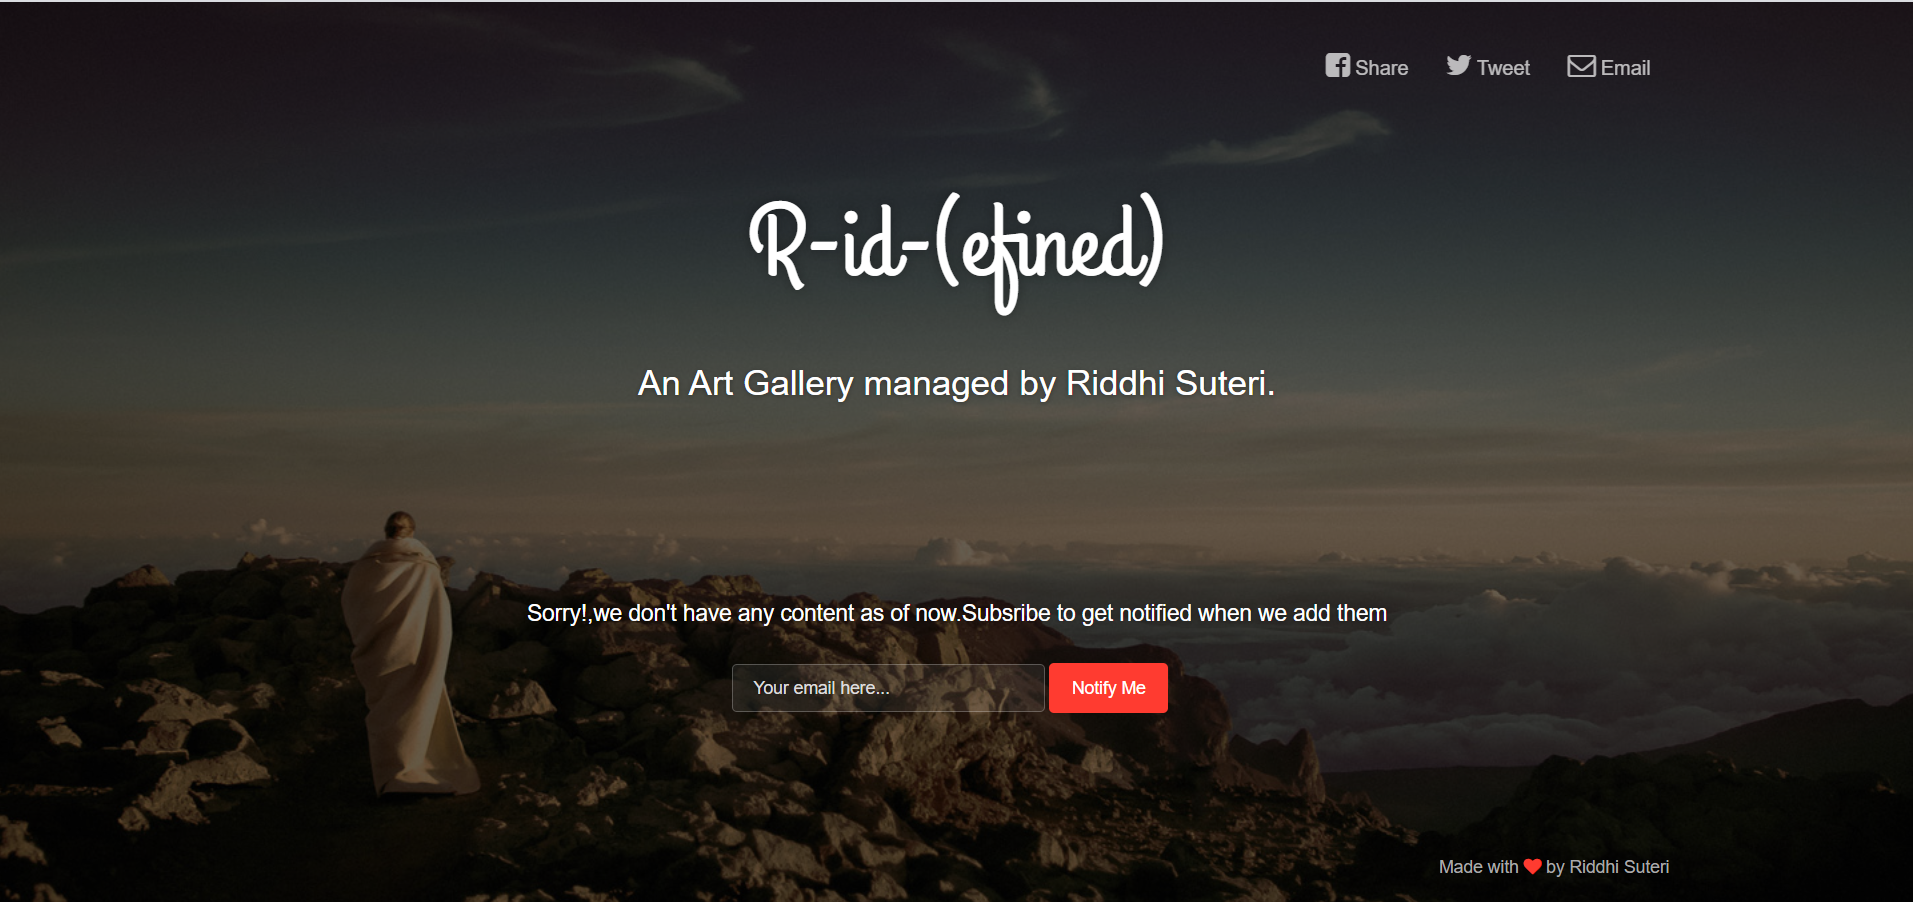 Share Tweet Email
R-id-(efined)
An Art Gallery managed by Riddhi Suteri.
Sorry!,we don't have any content as of now.Subsribe to get notified when we add them
Your email here... Notify Me
Made with ❤ by Riddhi Suteri